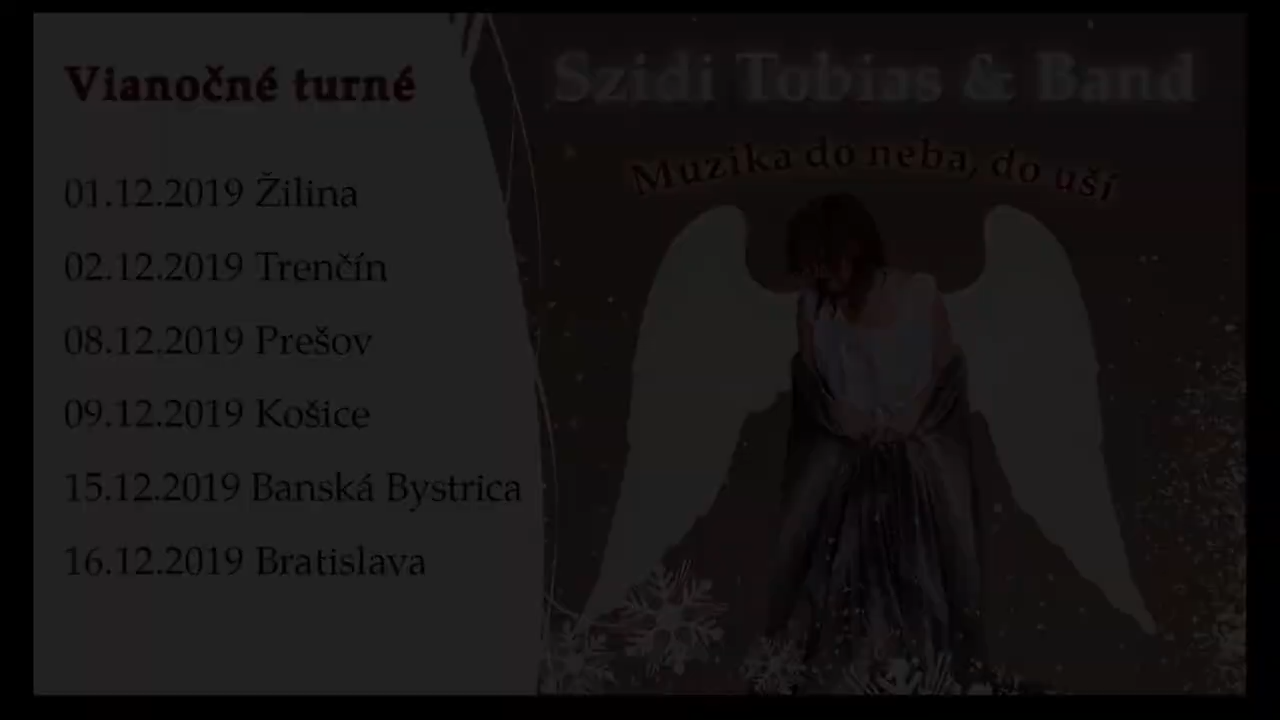 Vianočné turné
01.12.2019 Žilina
02.12.2019 Trenčín
08.12.2019 Prešov
09.12.2019 Košice
15.12.2019 Banská Bystrica
16.12.2019 Bratislava
Szidi Tobias & Band
Muzika do neba, do uší